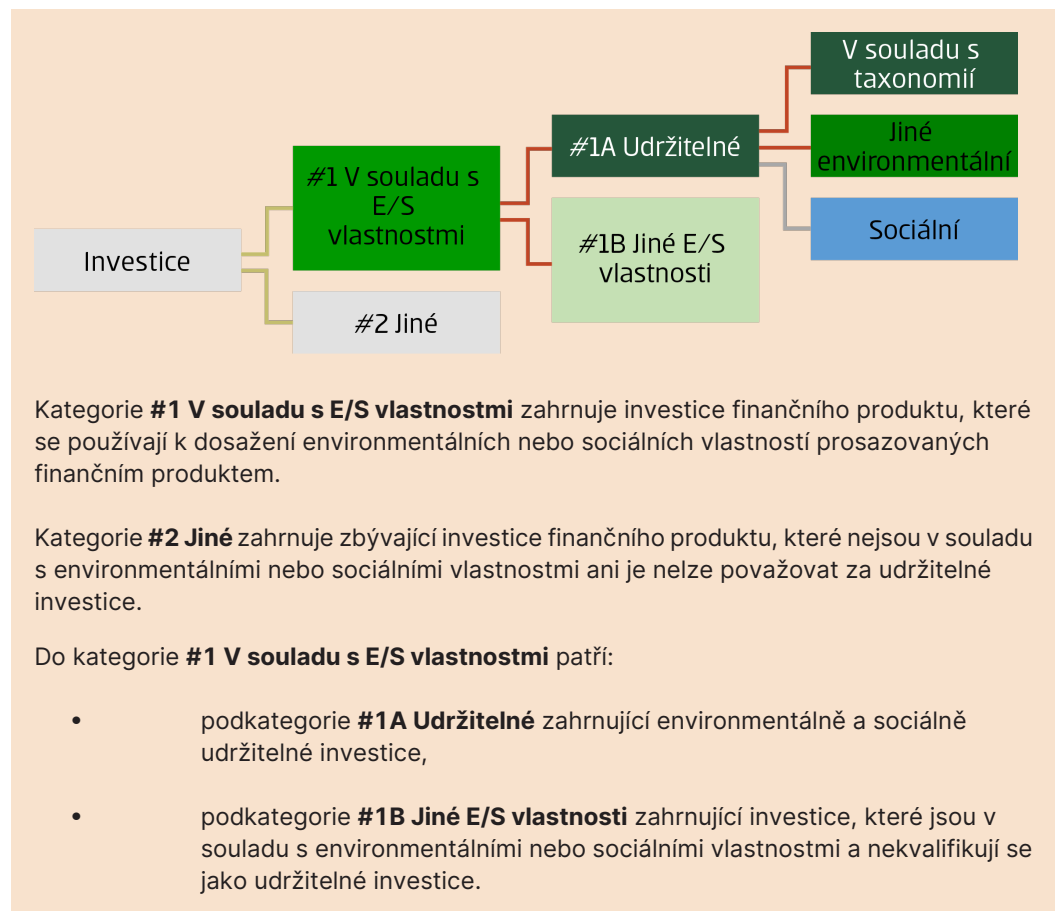 Investice
#1 V souladu s
E/S
vlastnostmi
#2 Jiné
#1A Udržitelné
#1B Jiné E/S
vlastnosti
V souladu s
taxonomií
Jiné
environmentální
Sociální
Kategorie #1 V souladu s E/S vlastnostmi zahrnuje investice finančního produktu, které
se používají k dosažení environmentálních nebo sociálních vlastností prosazovaných
finančním produktem.
Kategorie #2 Jiné zahrnuje zbývající investice finančního produktu, které nejsou v souladu
s environmentálními nebo sociálními vlastnostmi ani je nelze považovat za udržitelné
investice.
Do kategorie #1 V souladu s E/S vlastnostmi patří:
• podkategorie #1A Udržitelné zahrnující environmentálně a sociálně
udržitelné investice,
• podkategorie #1B Jiné E/S vlastnosti zahrnující investice, které jsou v
souladu s environmentálními nebo sociálními vlastnostmi a nekvalifikují se
jako udržitelné investice.